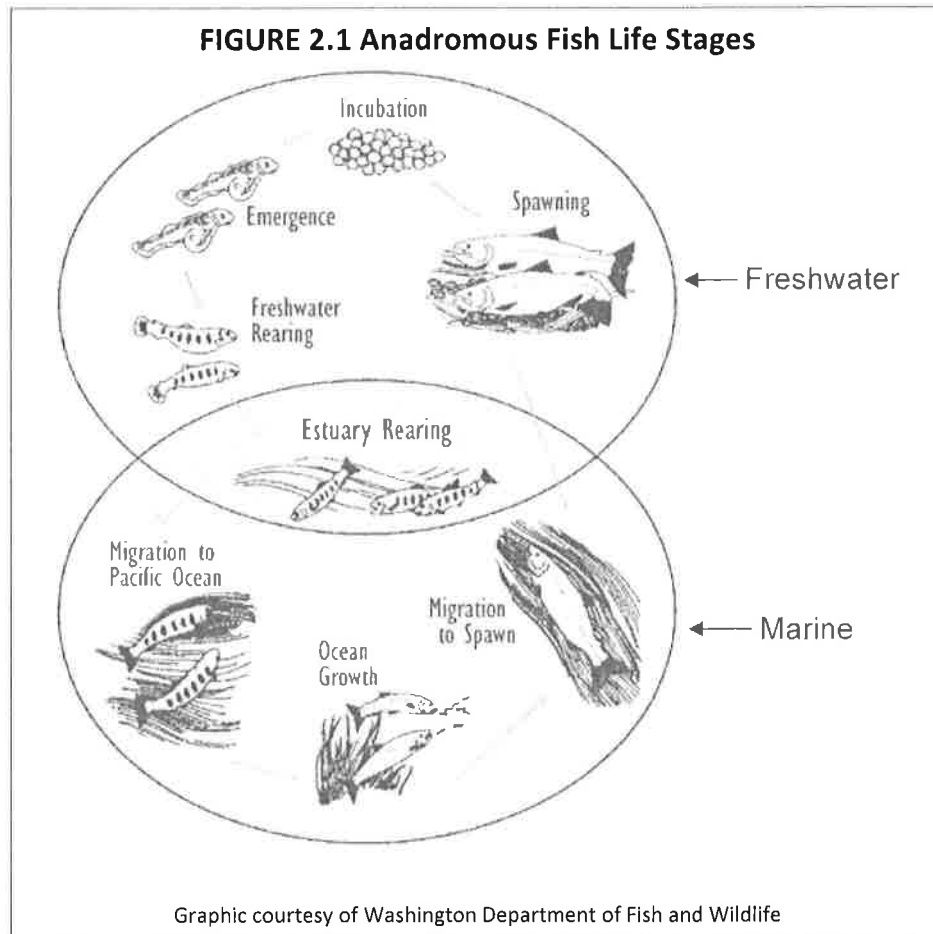 FIGURE 2.1 Anadromous Fish Life Stages
Incubation
Spawning
Emergence
Freshwater
Freshwater
Rearing
Estuary Rearing
Migration to
Pacific Ocean
Migration
to Spawn
Marine
Ocean
Growth
Graphic courtesy of Washington Department of Fish and Wildlife